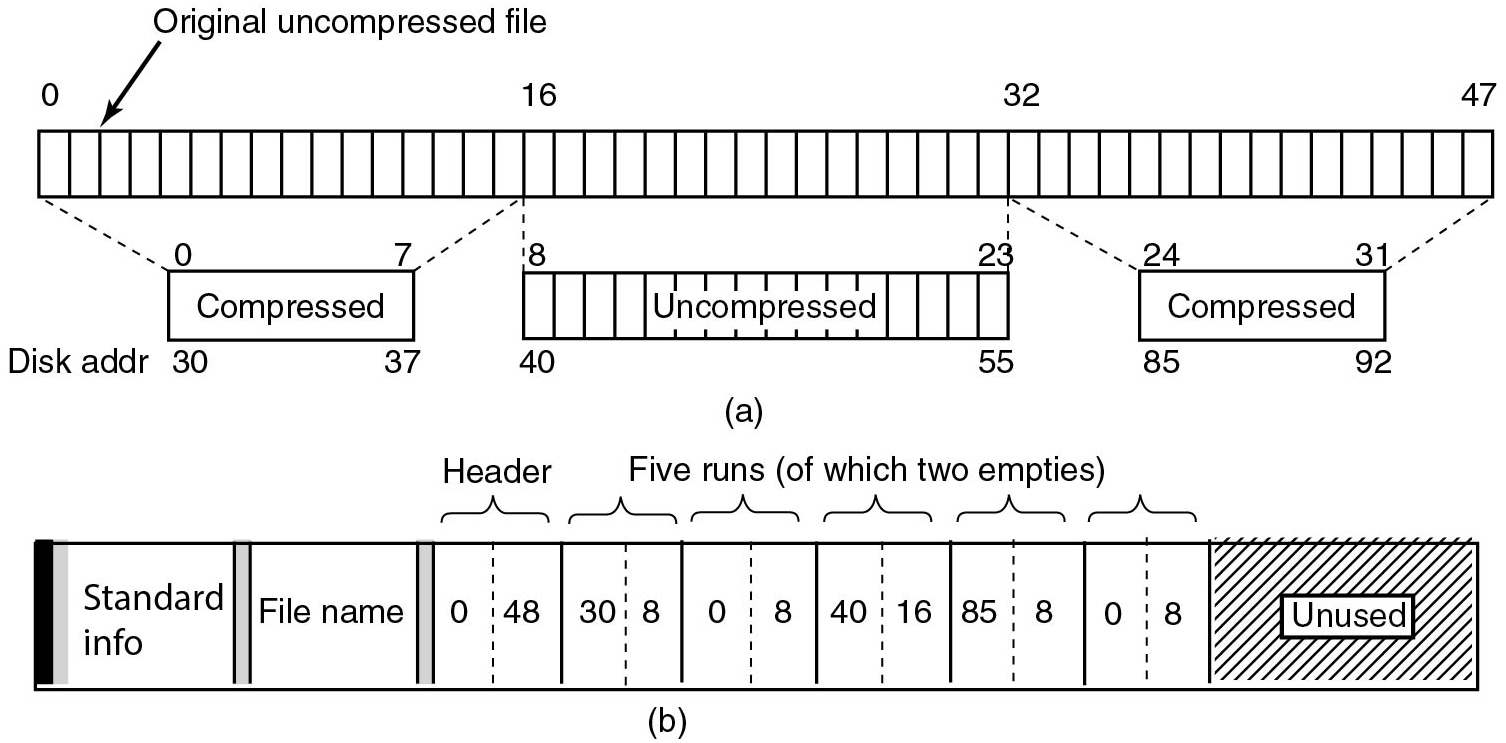 Original uncompressed file
0 16 32 47
0 7 8 23 24 31
Compressed Uncompressed Compressed
Disk addr 30 37 40 55 85 92
(a)
Header Five runs (of which two empties)
Standard info File name 0 48 30 8 0 8 40 16 85 8 0 8 Unused
(b)